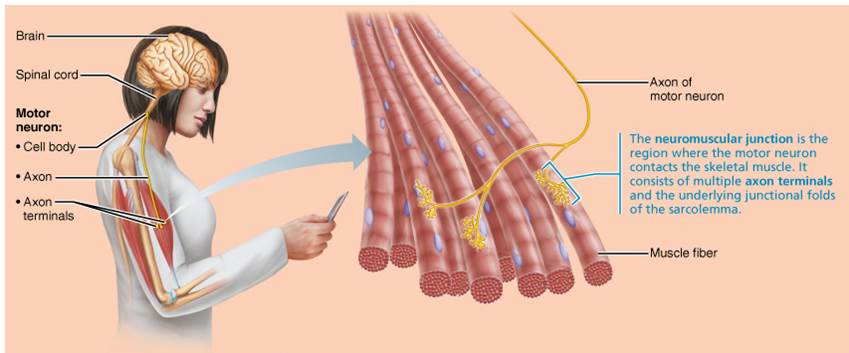 Brain
Spinal cord
Motor
neuron:
• Cell body
• Axon
• Axon
terminals
Axon of
motor neuron
The neuromuscular junction is the
region where the motor neuron
contacts the skeletal muscle. It
consists of multiple axon terminals
and the underlying junctional folds
of the sarcolemma.
Muscle fiber